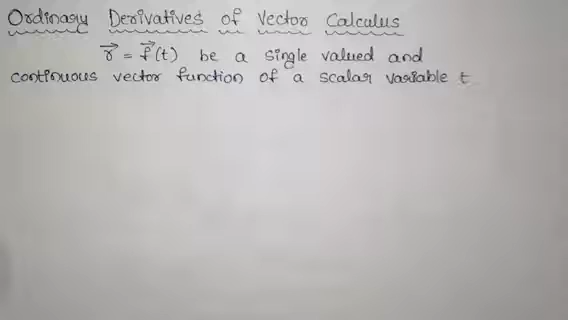 Ordinary Derivatives of Vector Calculus
r⃗ = f⃗(t) be a single valued and
continuous vector function of a scalar variable t